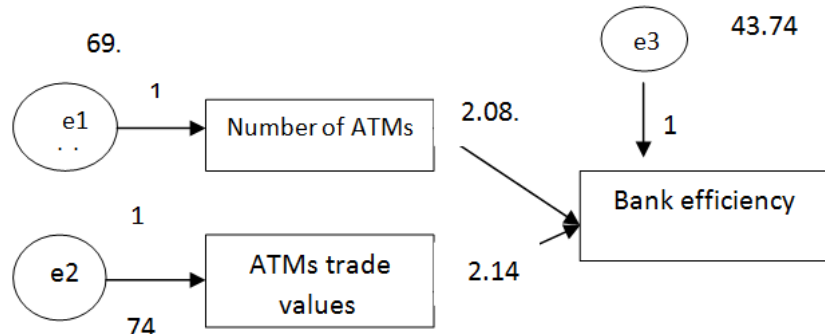 69.
43.74
e3
1
e1
Number of ATMs
2.08.
1
Bank efficiency
1
e2
ATMs trade
values
2.14
74